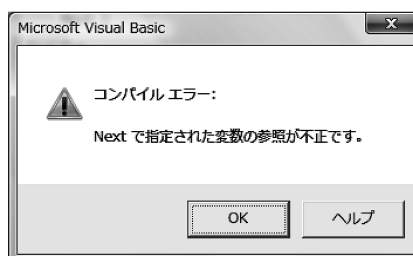 Microsoft Visual Basic
x
コンパイル エラー:
Next で指定された変数の参照が不正です。
OK
ヘルプ